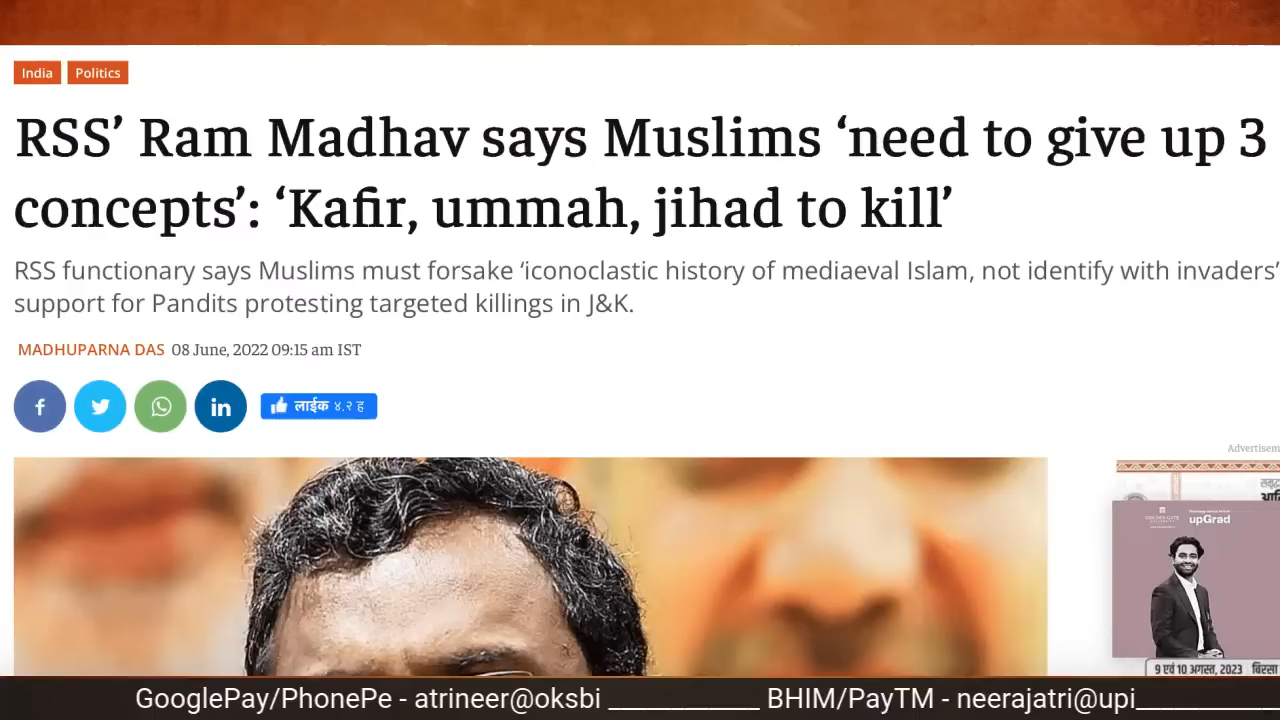 India Politics
RSS’ Ram Madhav says Muslims ‘need to give up 3
concepts’: ‘Kafir, ummah, jihad to kill’
RSS functionary says Muslims must forsake ‘iconoclastic history of mediaeval Islam, not identify with invaders’
support for Pandits protesting targeted killings in J&K.
MADHUPARNA DAS 08 June, 2022 09:15 am IST
f in लाईक ४.२ ह
Advertisem
upGrad
९ एवं 10 अगस्त, 2023 बिरसा
GooglePay/PhonePe - atrineer@oksbi ___________ BHIM/PayTM - neerajatri@upi___________